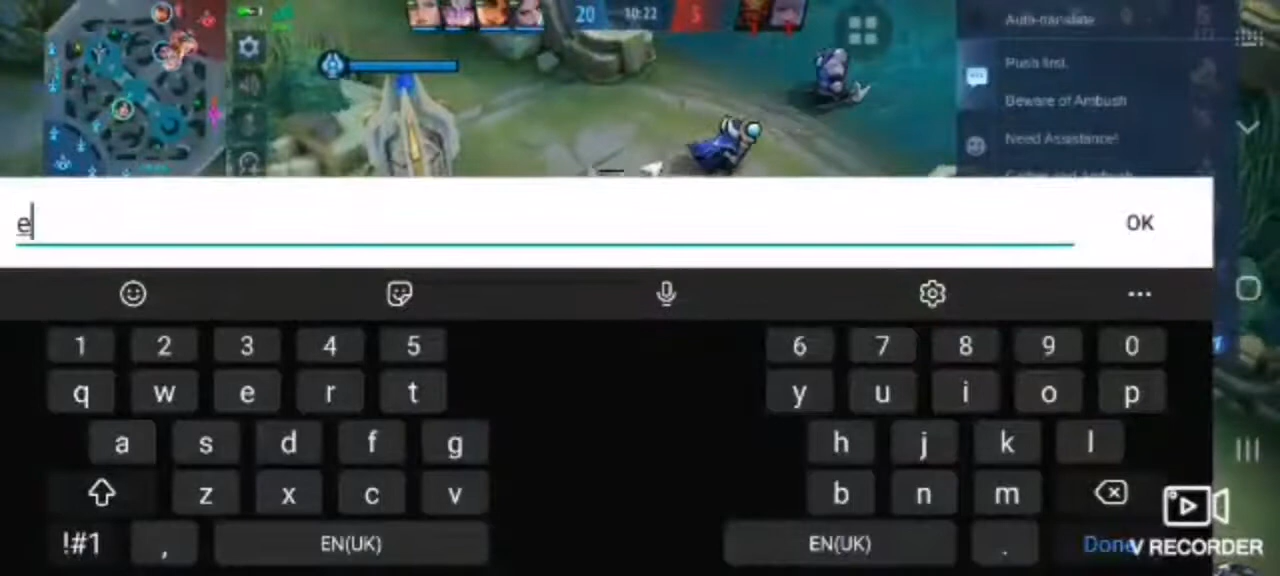 20 10:22 5
Auto-translate
Push first.
Beware of Ambush
Need Assistance!
e
OK
1 2 3 4 5 6 7 8 9 0
q w e r t y u i o p
a s d f g h j k l
z x c v b n m
!#1 , EN(UK) EN(UK) . Done
V RECORDER